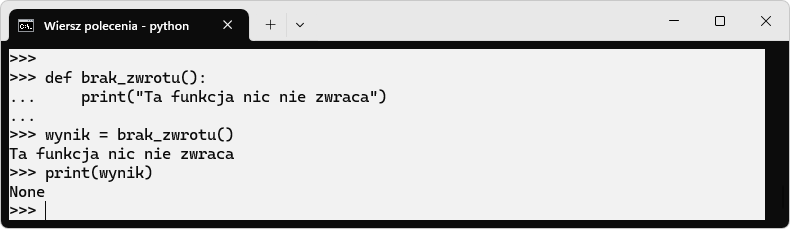 Wiersz polecenia - python
>>>
>>> def brak_zwrotu():
...     print("Ta funkcja nic nie zwraca")
...
>>> wynik = brak_zwrotu()
Ta funkcja nic nie zwraca
>>> print(wynik)
None
>>>